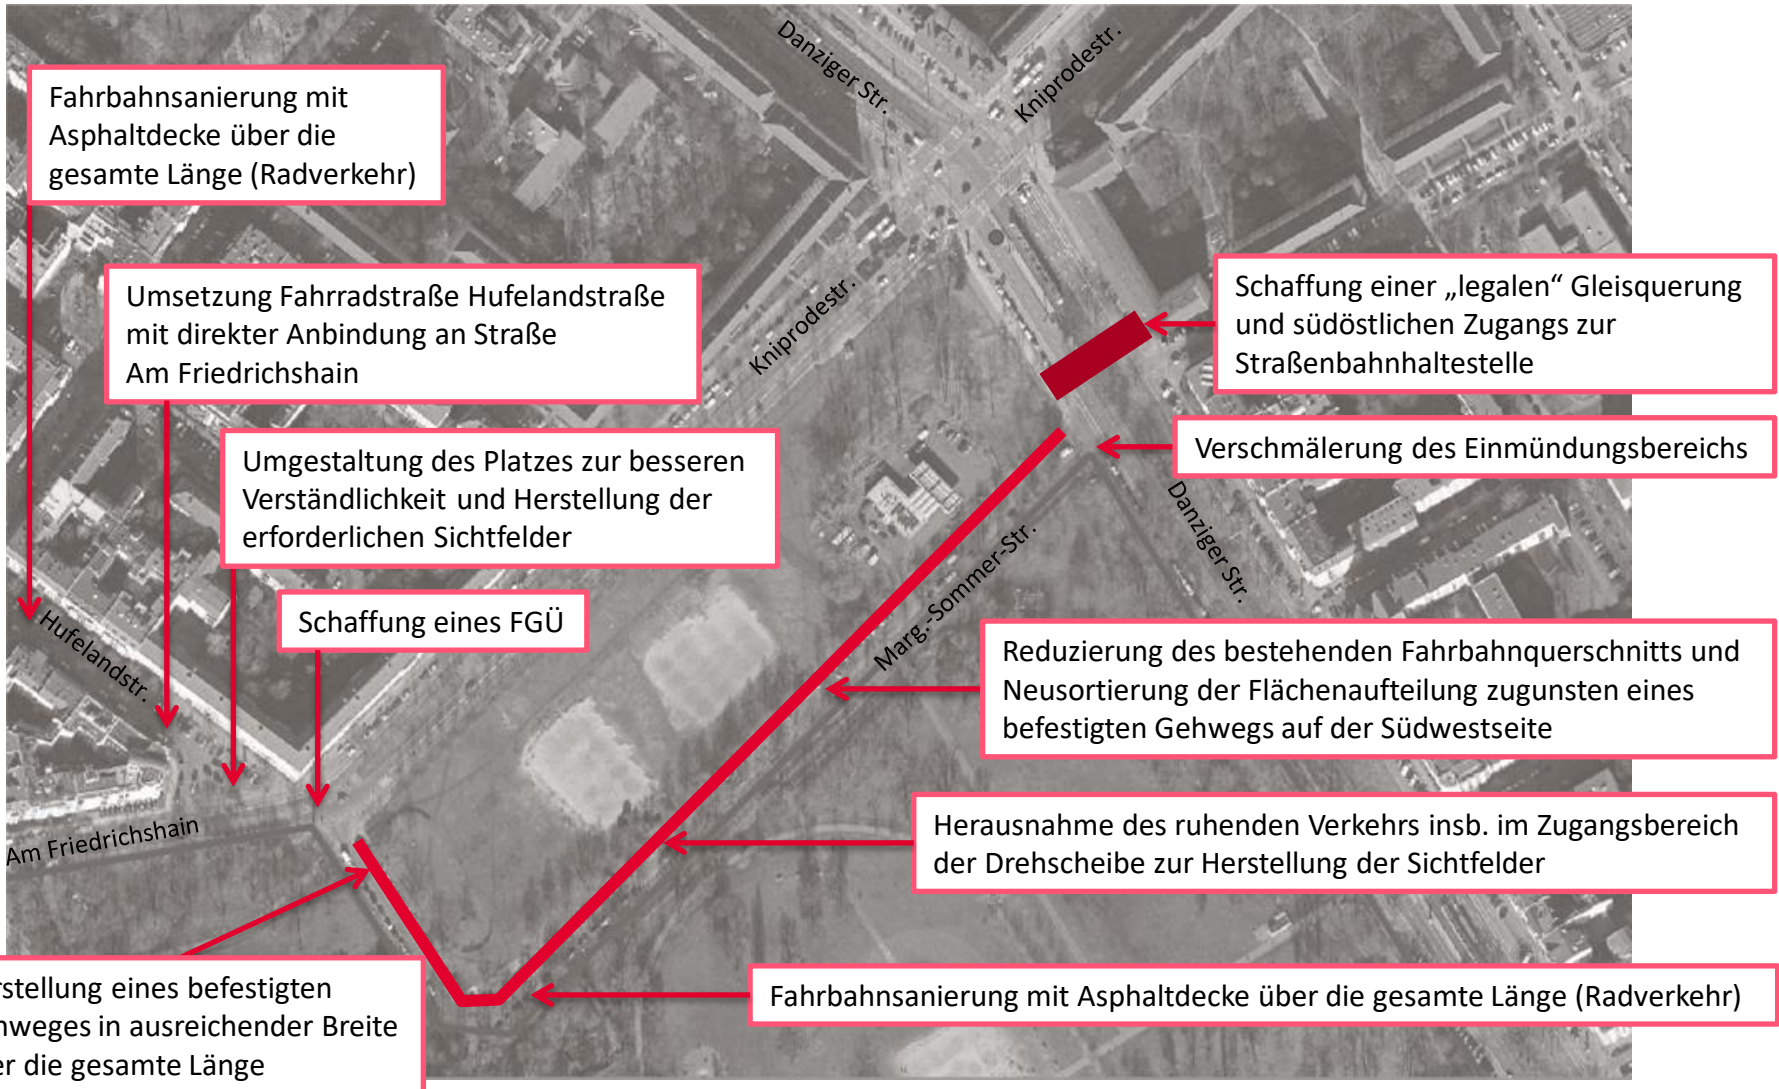 Danziger Str.
Kniprodestr.
Fahrbahnsanierung mit
Asphaltdecke über die
gesamte Länge (Radverkehr)
Umsetzung Fahrradstraße Hufelandstraße
mit direkter Anbindung an Straße
Am Friedrichshain
Kniprodestr.
Schaffung einer „legalen“ Gleisquerung
und südöstlichen Zugangs zur
Straßenbahnhaltestelle
Verschmälerung des Einmündungsbereichs
Umgestaltung des Platzes zur besseren
Verständlichkeit und Herstellung der
erforderlichen Sichtfelder
Danziger Str.
Marg.-Sommer-Str.
Schaffung eines FGÜ
Hufelandstr.
Reduzierung des bestehenden Fahrbahnquerschnitts und
Neusortierung der Flächenaufteilung zugunsten eines
befestigten Gehwegs auf der Südwestseite
Am Friedrichshain
Herausnahme des ruhenden Verkehrs insb. im Zugangsbereich
der Drehscheibe zur Herstellung der Sichtfelder
rstellung eines befestigten
hweges in ausreichender Breite
er die gesamte Länge
Fahrbahnsanierung mit Asphaltdecke über die gesamte Länge (Radverkehr)